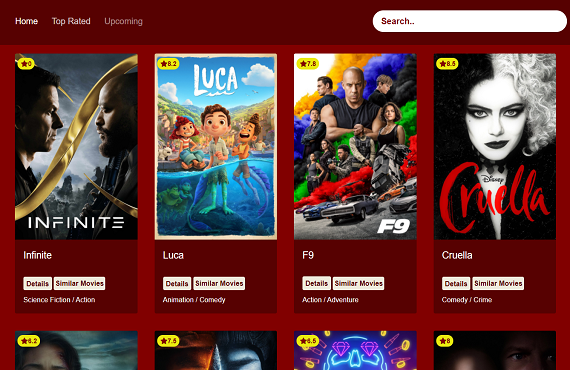 Home Top Rated Upcoming Search..
0 8.2 7.8 8.5
INFINITE LUCA F9 Disney Cruella
Infinite Luca F9 Cruella
Details Similar Movies Details Similar Movies Details Similar Movies Details Similar Movies
Science Fiction / Action Animation / Comedy Action / Adventure Comedy / Crime
6.2 7.5 6.5 8